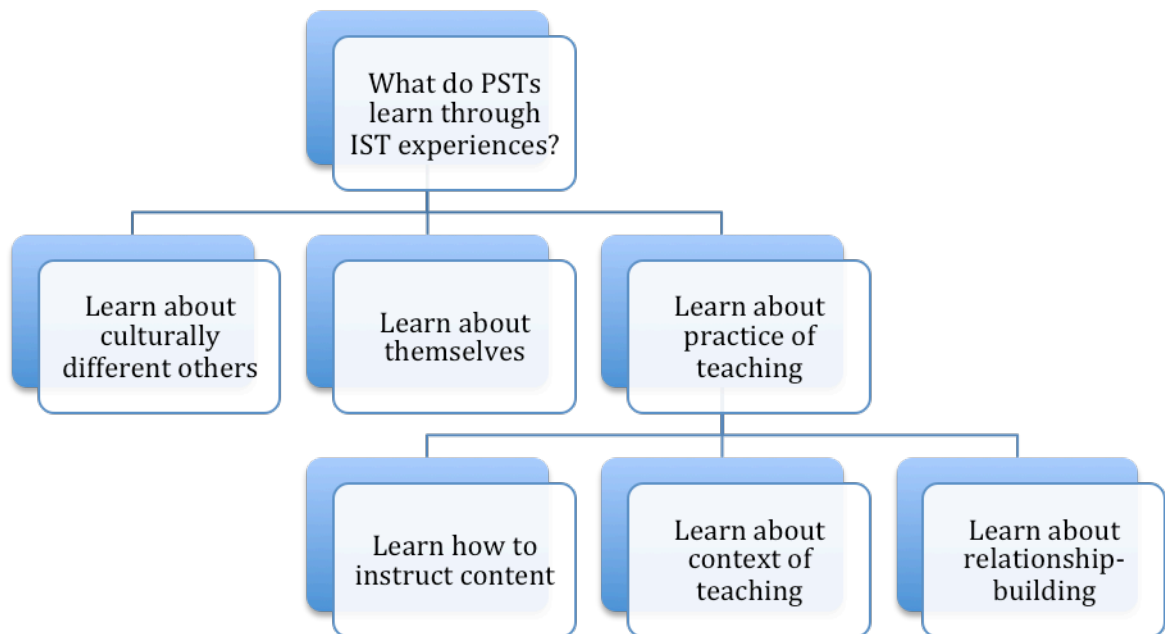 What do PSTs
learn through
IST experiences?
Learn about
culturally
different others
Learn about
themselves
Learn about
practice of
teaching
Learn how to
instruct content
Learn about
context of
teaching
Learn about
relationship-
building